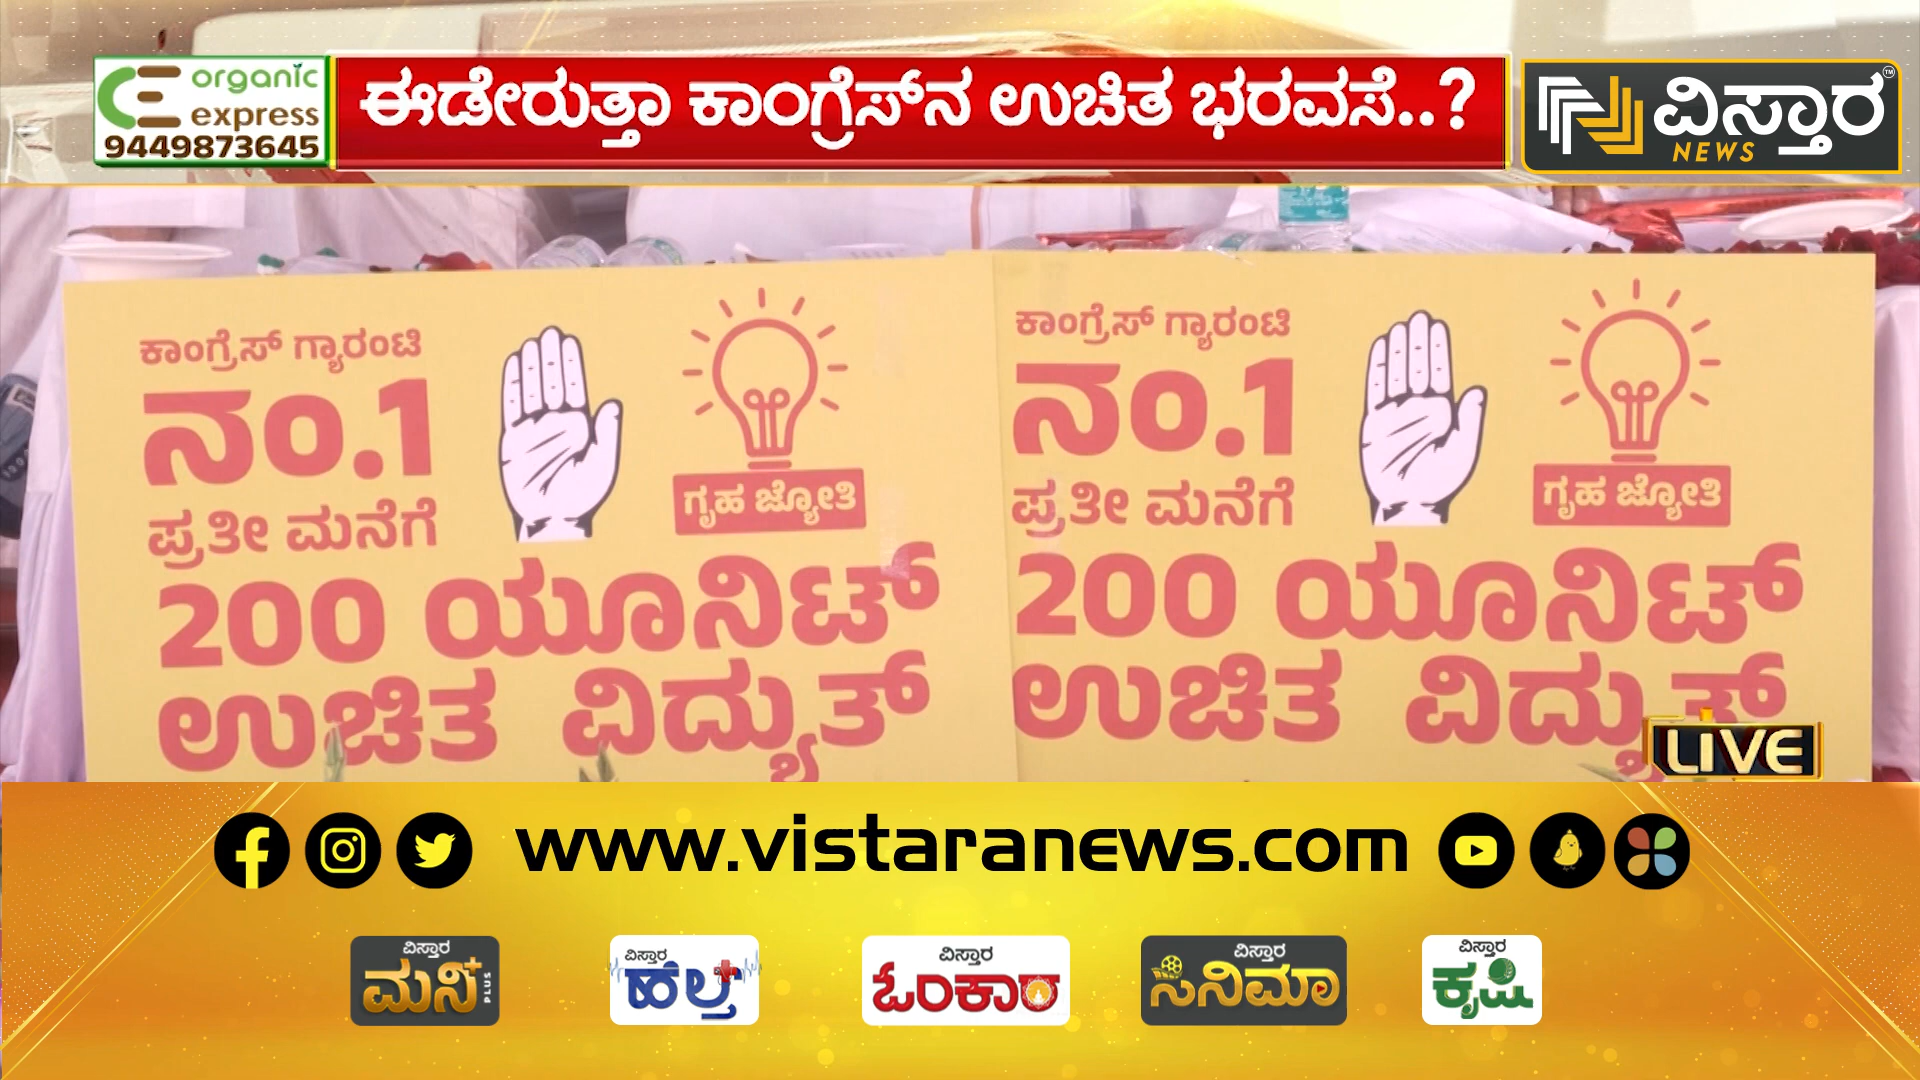 organic
express
9449873645
ಈಡೇರುತ್ತಾ ಕಾಂಗ್ರೆಸ್‌ನ ಉಚಿತ ಭರವಸೆ..?
ವಿಸ್ತಾರ
TM
NEWS
ಕಾಂಗ್ರೆಸ್ ಗ್ಯಾರಂಟಿ
ನಂ.1
ಪ್ರತೀ ಮನೆಗೆ
ಗೃಹ ಜ್ಯೋತಿ
200 ಯೂನಿಟ್
ಉಚಿತ ವಿದ್ಯುತ್
ಕಾಂಗ್ರೆಸ್ ಗ್ಯಾರಂಟಿ
ನಂ.1
ಪ್ರತೀ ಮನೆಗೆ
ಗೃಹ ಜ್ಯೋತಿ
200 ಯೂನಿಟ್
ಉಚಿತ ವಿದ್ಯುತ್
LIVE
www.vistaranews.com
ವಿಸ್ತಾರ
ಮನಿ+
PLUS
ವಿಸ್ತಾರ
ಹೆಲ್ತ್
ವಿಸ್ತಾರ
ಓಂಕಾರ
ವಿಸ್ತಾರ
ಸಿನಿಮಾ
ವಿಸ್ತಾರ
ಕೃಷಿ